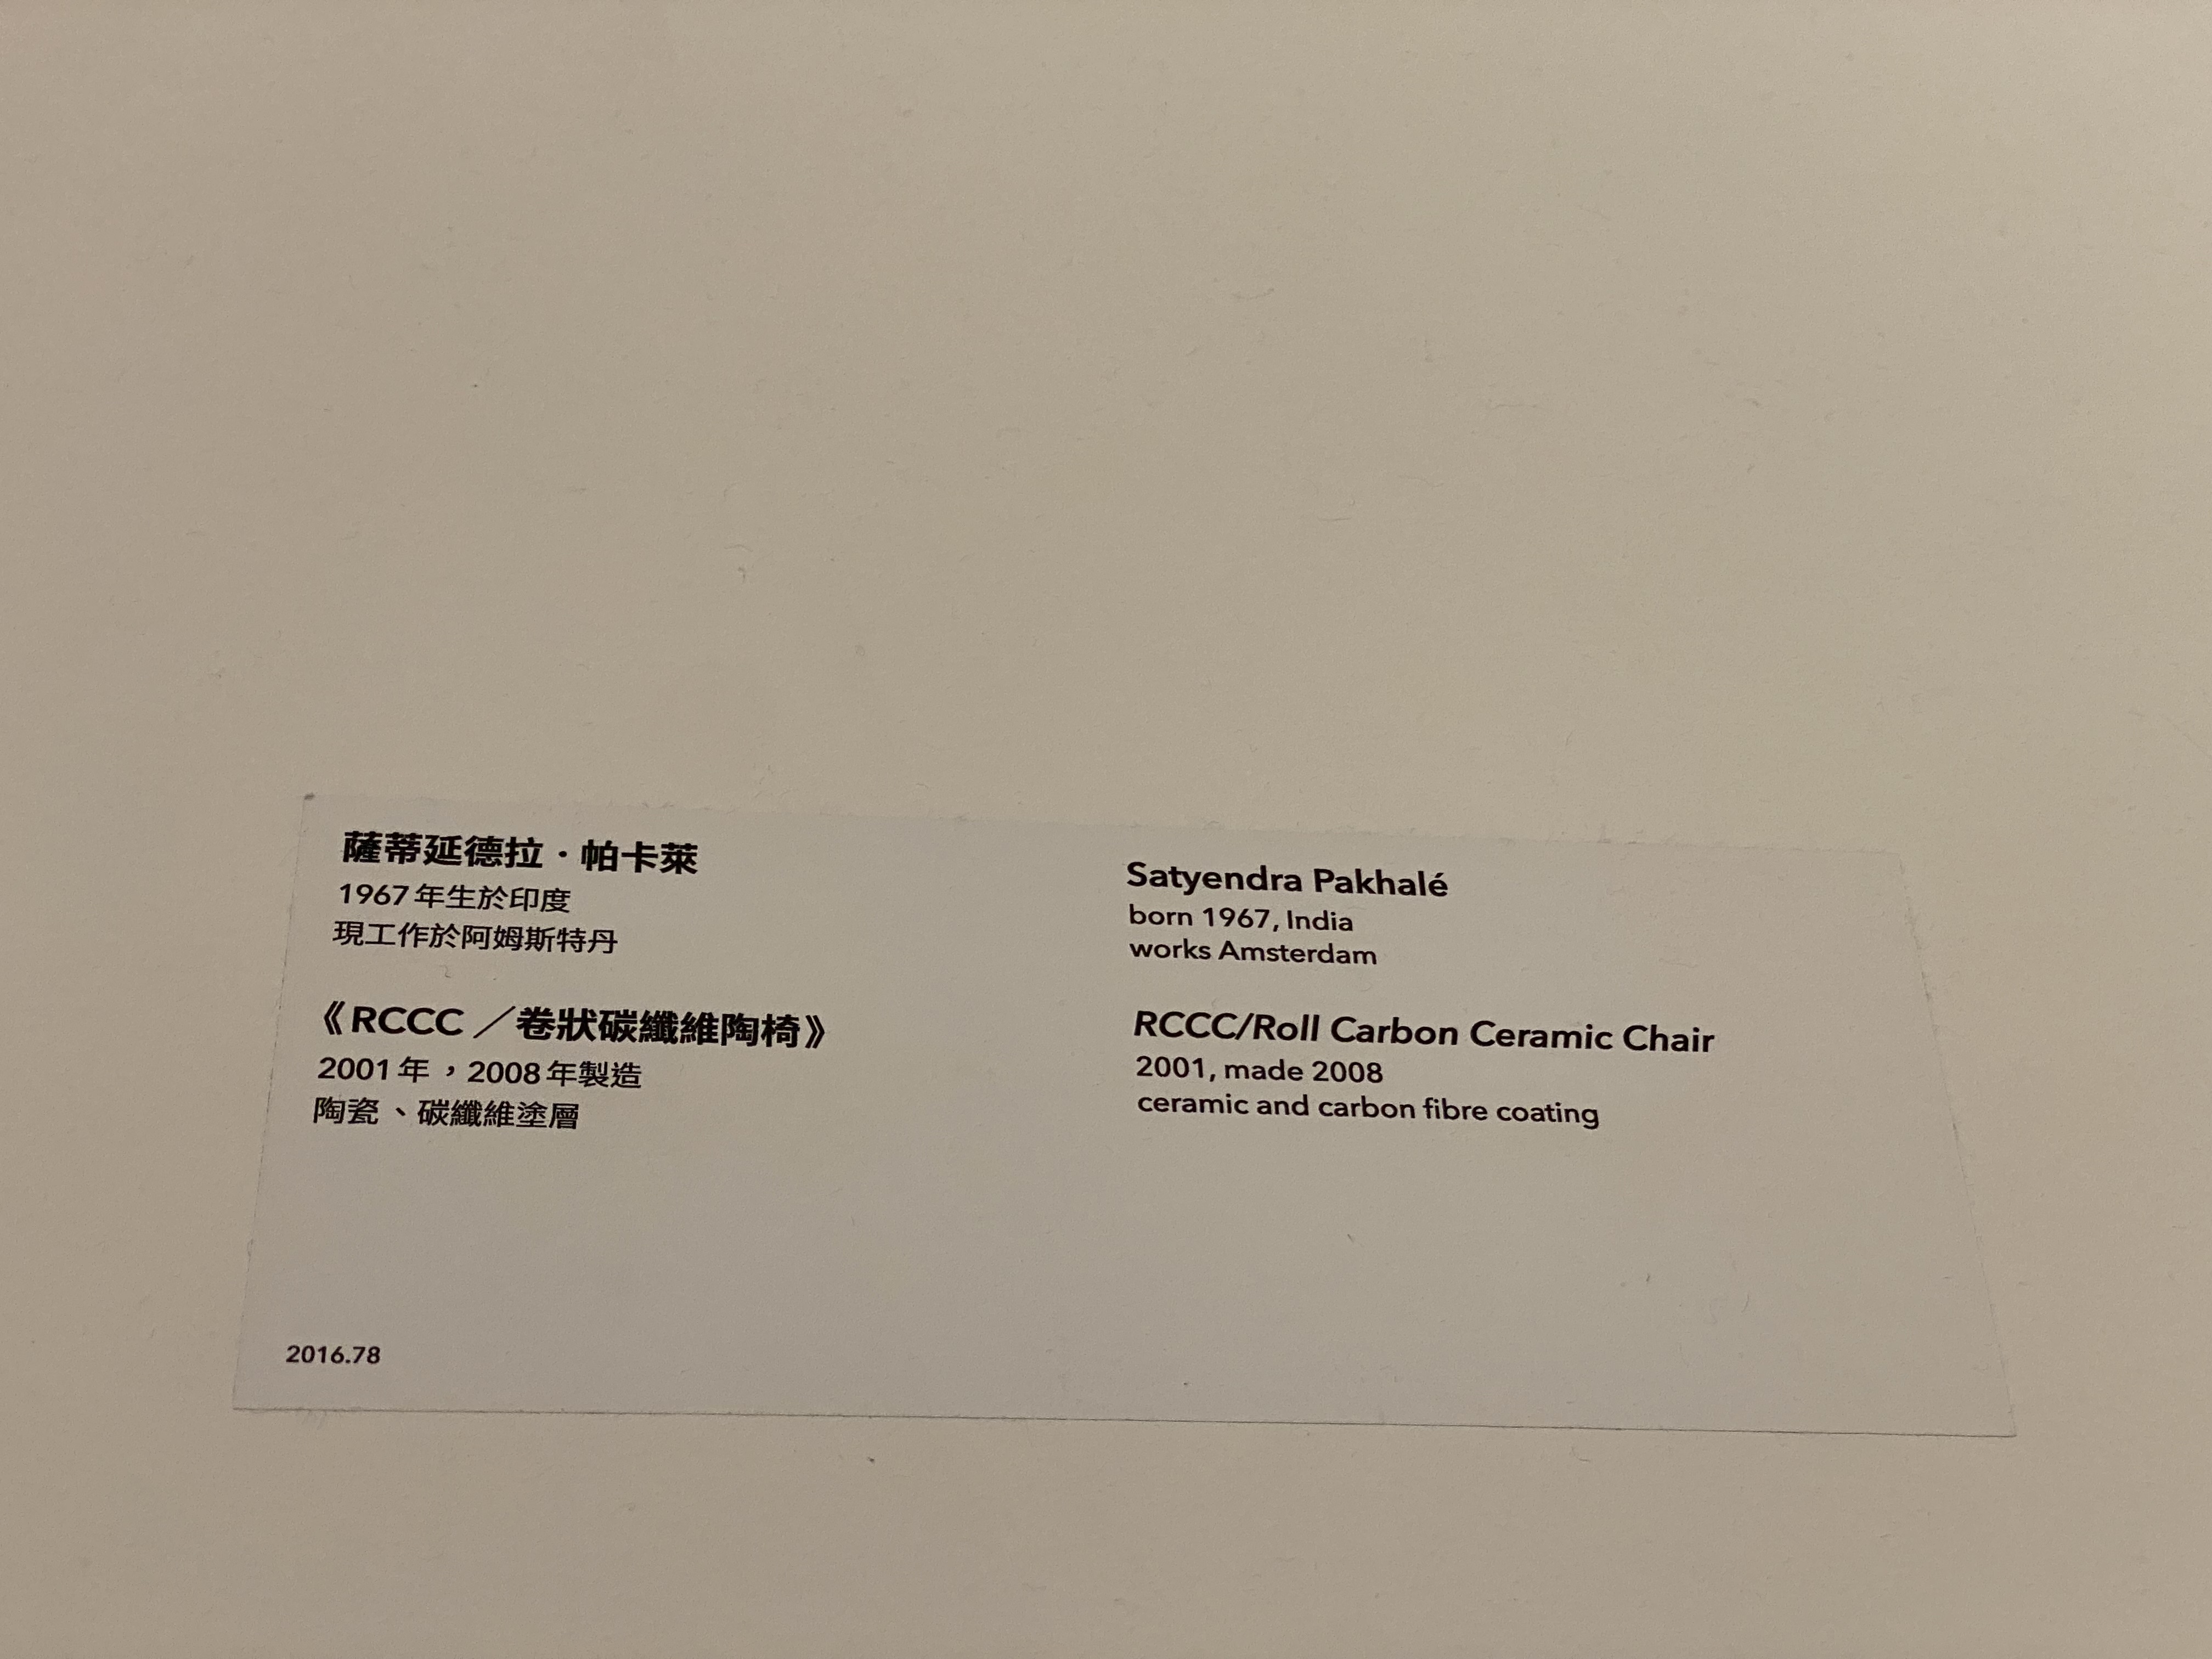 薩蒂延德拉·帕卡萊
1967年生於印度
現工作於阿姆斯特丹
《RCCC／卷狀碳纖維陶椅》
2001年，2008年製造
陶瓷、碳纖維塗層
2016.78
Satyendra Pakhalé
born 1967, India
works Amsterdam
RCCC/Roll Carbon Ceramic Chair
2001, made 2008
ceramic and carbon fibre coating